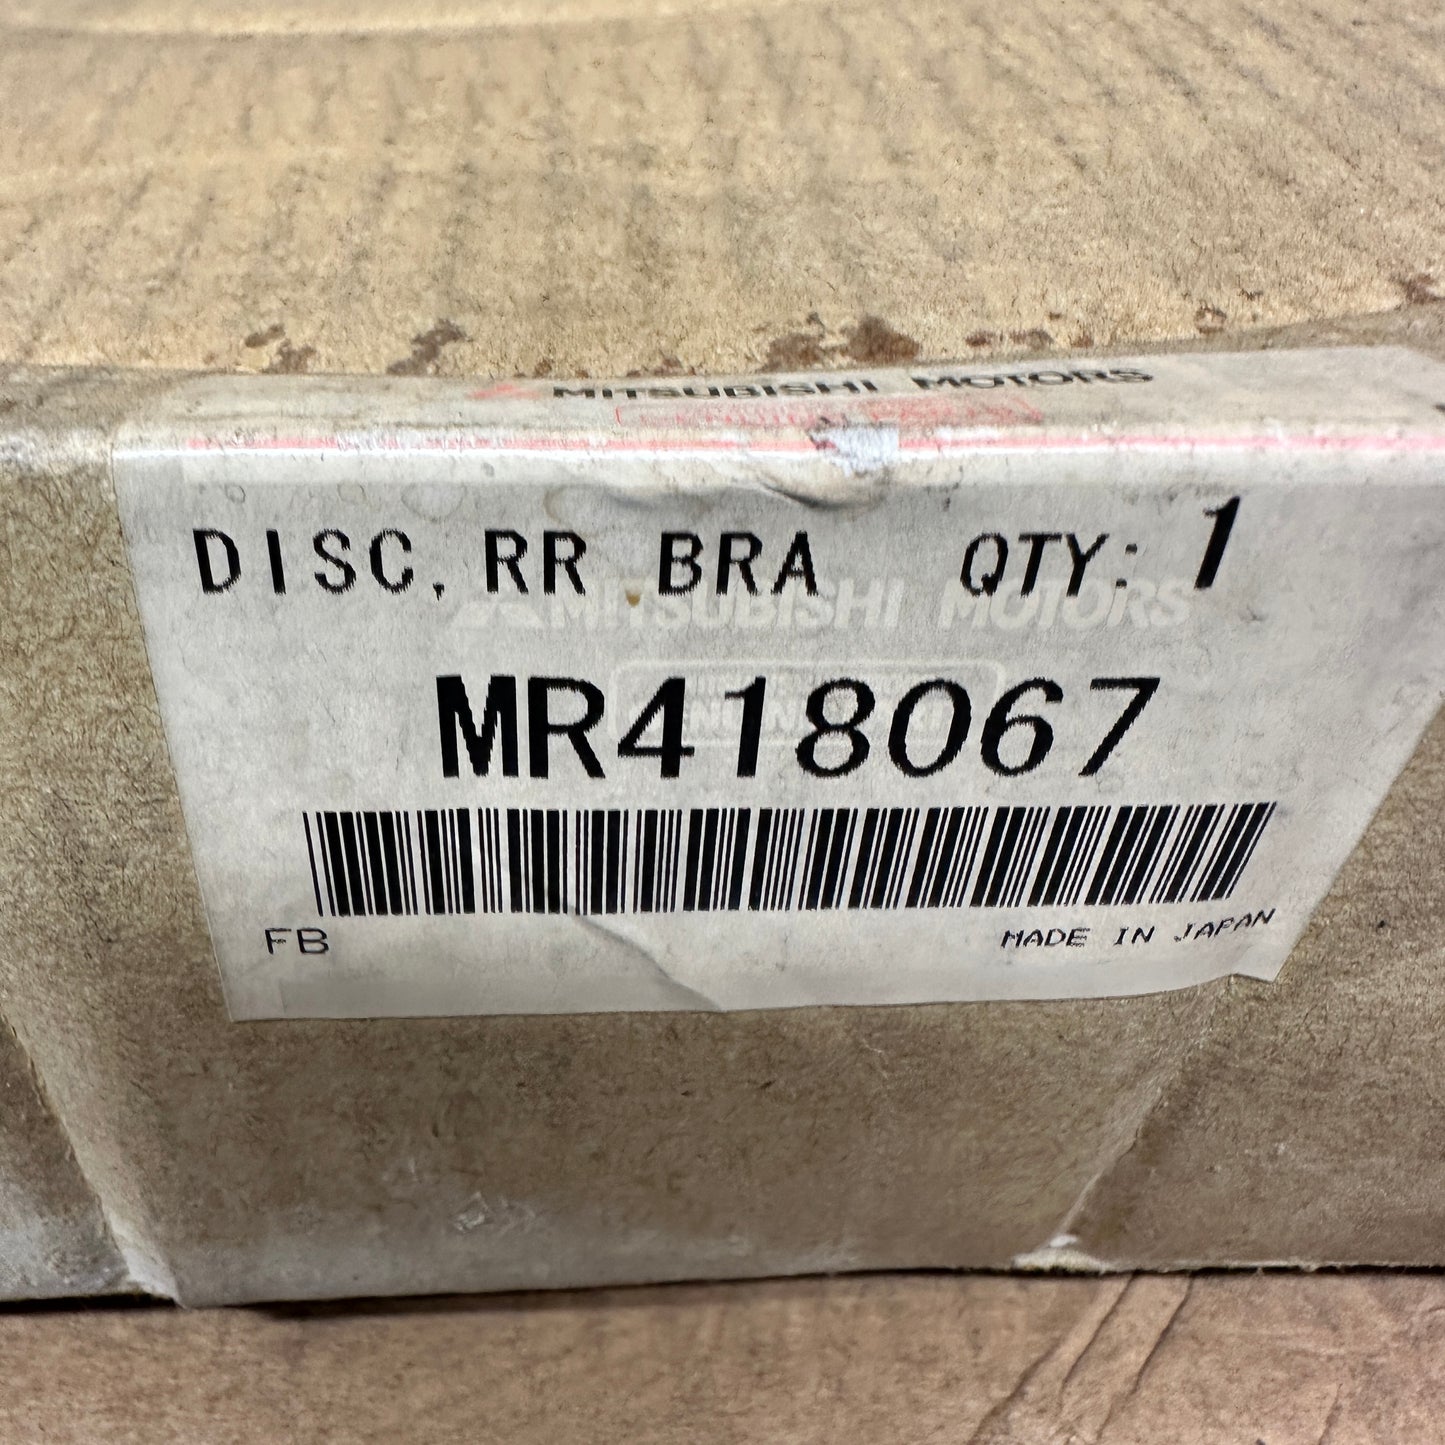 MITSUBISHI MOTORS
DISC, RR BRA QTY: 1
MITSUBISHI MOTORS
MR418067
FB MADE IN JAPAN